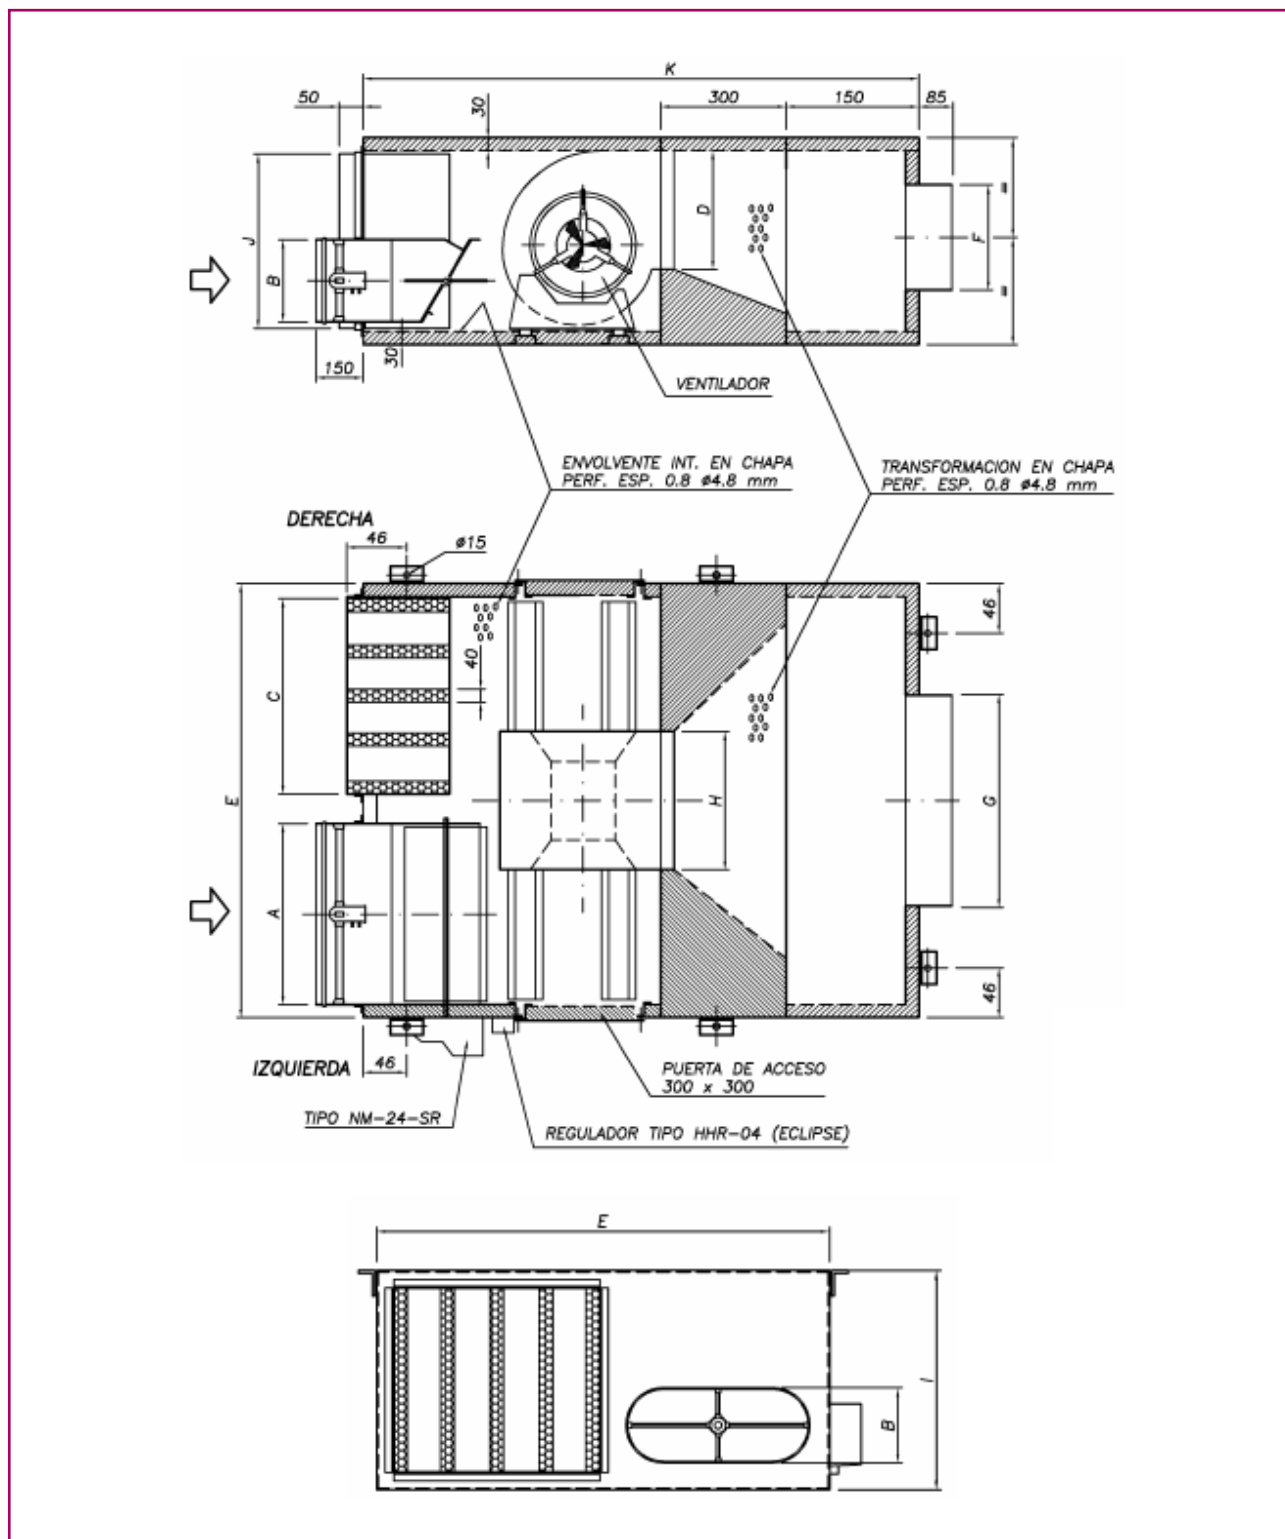 K
50
30
300
150
85
J
B
D
F
=
=
150
30
VENTILADOR
ENVOLVENTE INT. EN CHAPA
PERF. ESP. 0.8 ø4.8 mm
TRANSFORMACION EN CHAPA
PERF. ESP. 0.8 ø4.8 mm
DERECHA
46
ø15
46
40
C
E
H
G
A
46
IZQUIERDA
46
PUERTA DE ACCESO
300 x 300
TIPO NM-24-SR
REGULADOR TIPO HHR-04 (ECLIPSE)
E
B
I